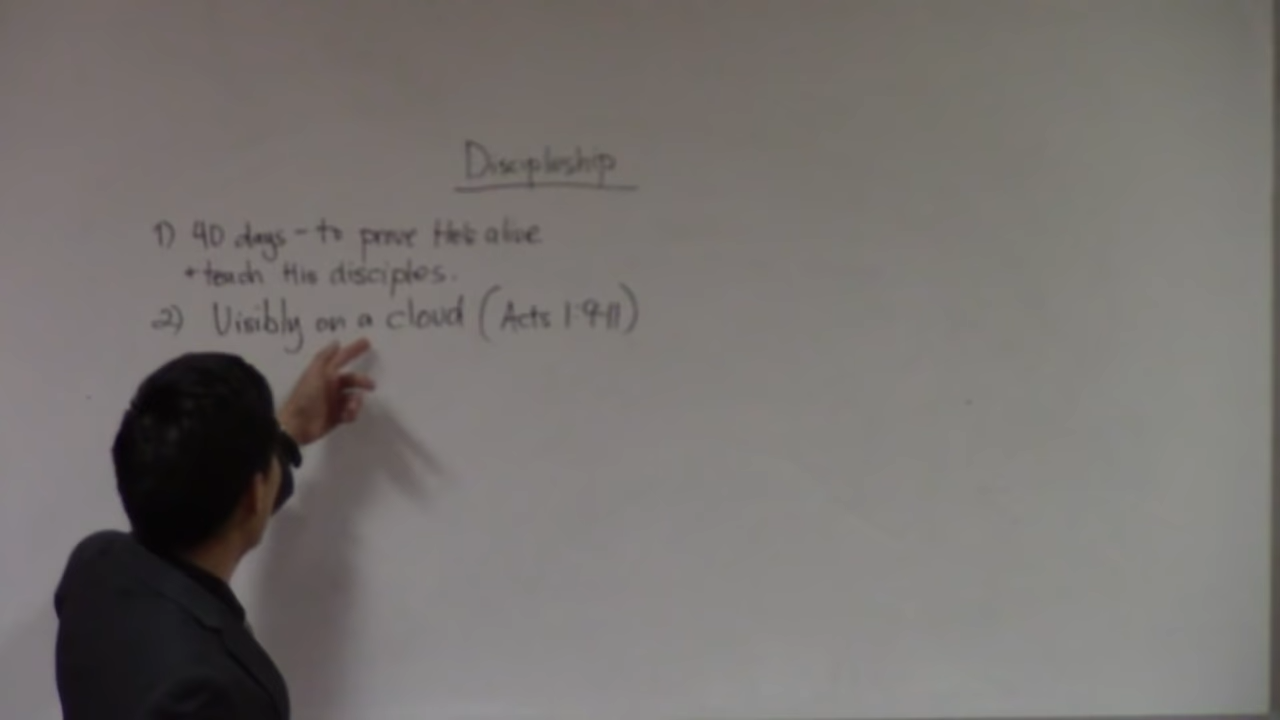 Discipleship
1) 40 days - to prove He's alive
+ teach His disciples.
2) Visibly on a cloud (Acts 1:9-11)